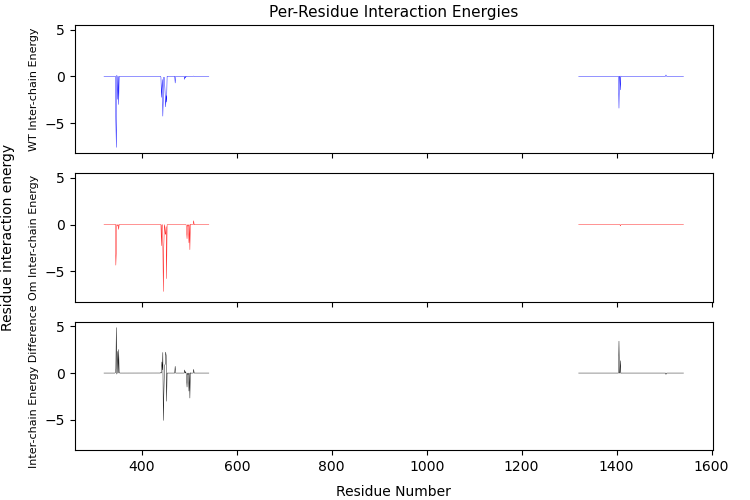 Per-Residue Interaction Energies
Residue interaction energy
WT Inter-chain Energy
5
0
−5
Om Inter-chain Energy
5
0
−5
Inter-chain Energy Difference
5
0
−5
400 600 800 1000 1200 1400 1600
Residue Number